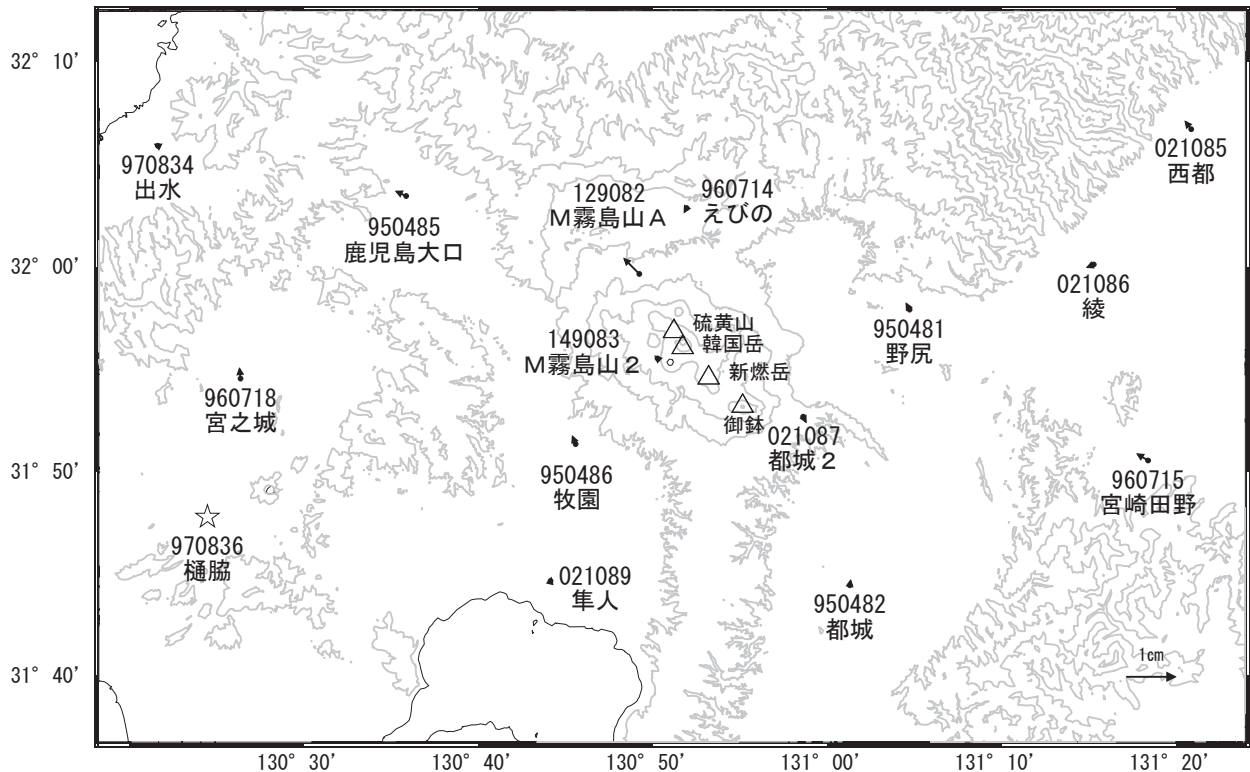 32° 10'
970834
出水
950485
鹿児島大口
129082
M霧島山A
960714
えびの
021085
西都
32° 00'
021086
綾
950481
野尻
硫黄山
韓国岳
149083
M霧島山2
新燃岳
御鉢
960718
宮之城
021087
都城2
31° 50'
950486
牧園
960715
宮崎田野
970836
樋脇
021089
隼人
950482
都城
31° 40'
1cm
130° 30'
130° 40'
130° 50'
131° 00'
131° 10'
131° 20'